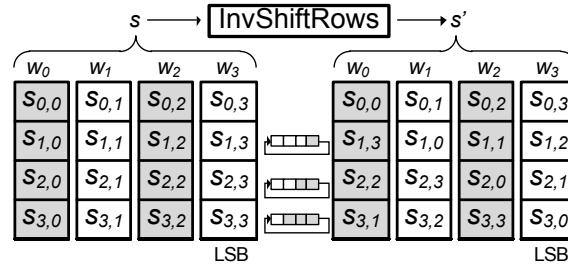 s InvShiftRows s'
w0 w1 w2 w3 w0 w1 w2 w3
s0,0 s0,1 s0,2 s0,3 s0,0 s0,1 s0,2 s0,3
s1,0 s1,1 s1,2 s1,3 s1,3 s1,0 s1,1 s1,2
s2,0 s2,1 s2,2 s2,3 s2,2 s2,3 s2,0 s2,1
s3,0 s3,1 s3,2 s3,3 s3,1 s3,2 s3,3 s3,0
LSB LSB